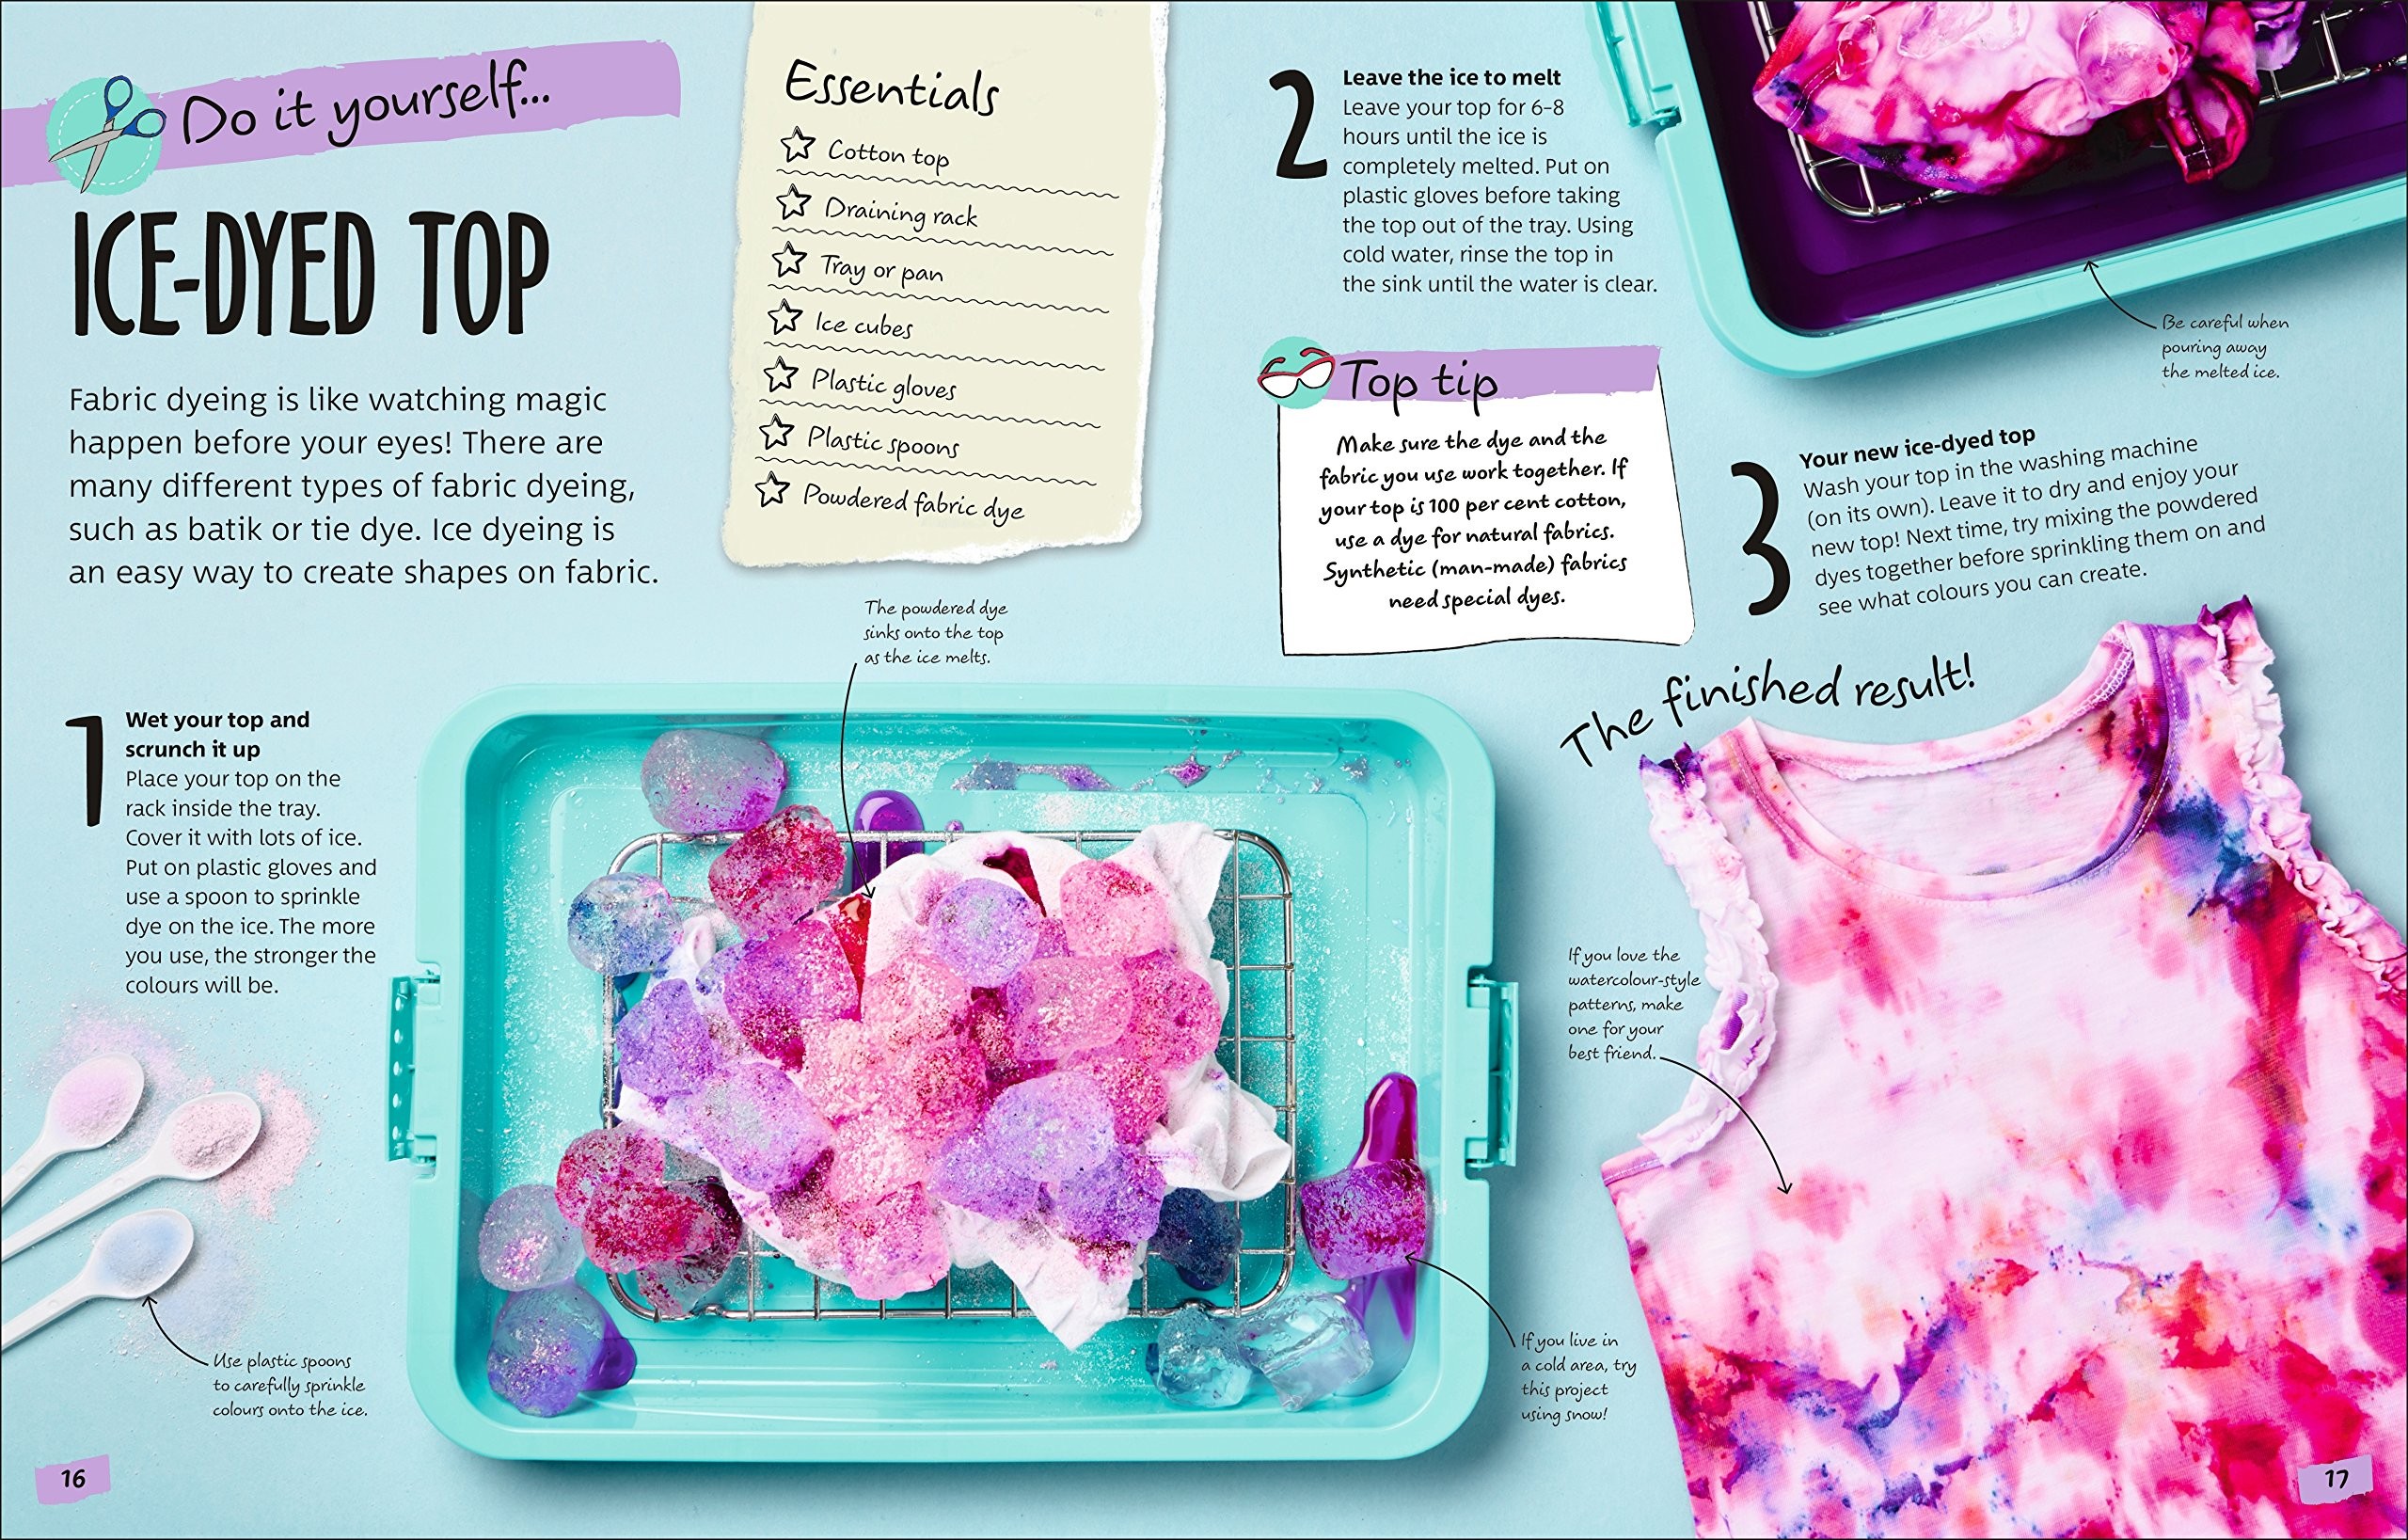 Do it yourself...
ICE-DYED TOP
Fabric dyeing is like watching magic
happen before your eyes! There are
many different types of fabric dyeing,
such as batik or tie dye. Ice dyeing is
an easy way to create shapes on fabric.
Essentials
Cotton top
Draining rack
Tray or pan
Ice cubes
Plastic gloves
Plastic spoons
Powdered fabric dye
1
Wet your top and
scrunch it up
Place your top on the
rack inside the tray.
Cover it with lots of ice.
Put on plastic gloves and
use a spoon to sprinkle
dye on the ice. The more
you use, the stronger the
colours will be.
The powdered dye
sinks onto the top
as the ice melts.
Use plastic spoons
to carefully sprinkle
colours onto the ice.
16
2
Leave the ice to melt
Leave your top for 6–8
hours until the ice is
completely melted. Put on
plastic gloves before taking
the top out of the tray. Using
cold water, rinse the top in
the sink until the water is clear.
Be careful when
pouring away
the melted ice.
Top tip
Make sure the dye and the
fabric you use work together. If
your top is 100 per cent cotton,
use a dye for natural fabrics.
Synthetic (man-made) fabrics
need special dyes.
3
Your new ice-dyed top
Wash your top in the washing machine
(on its own). Leave it to dry and enjoy your
new top! Next time, try mixing the powdered
dyes together before sprinkling them on and
see what colours you can create.
The finished result!
If you love the
watercolour-style
patterns, make
one for your
best friend.
If you live in
a cold area, try
this project
using snow!
17